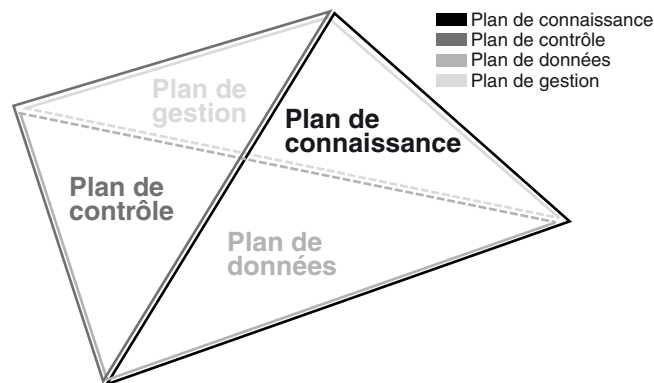 Plan de connaissance
Plan de contrôle
Plan de données
Plan de gestion
Plan de
gestion
Plan de
connaissance
Plan de
contrôle
Plan de
données